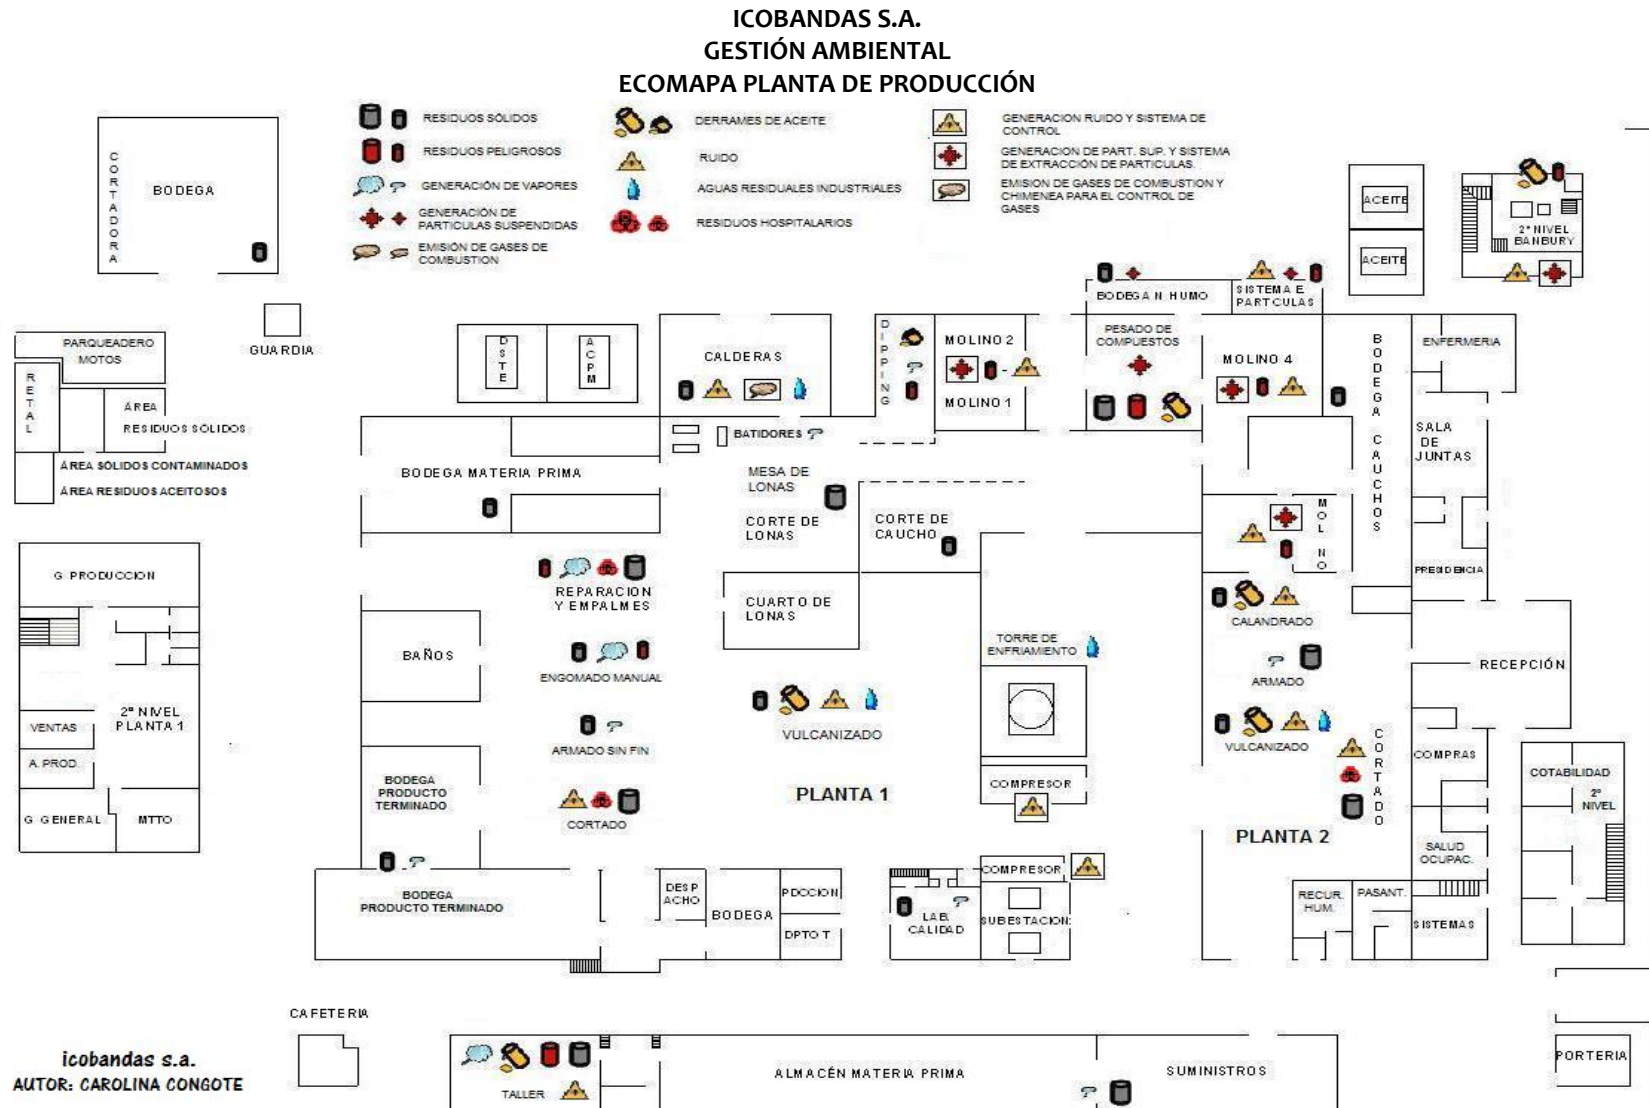 ICOBANDAS S.A.
GESTIÓN AMBIENTAL
ECOMAPA PLANTA DE PRODUCCIÓN
RESIDUOS SÓLIDOS
RESIDUOS PELIGROSOS
GENERACIÓN DE VAPORES
GENERACIÓN DE
PARTICULAS SUSPENDIDAS
EMISIÓN DE GASES DE
COMBUSTION
DERRAMES DE ACEITE
RUIDO
AGUAS RESIDUALES INDUSTRIALES
RESIDUOS HOSPITALARIOS
GENERACION RUIDO Y SISTEMA DE
CONTROL
GENERACION DE PART. SUP. Y SISTEMA
DE EXTRACCIÓN DE PARTICULAS.
EMISION DE GASES DE COMBUSTION Y
CHIMENEA PARA EL CONTROL DE
GASES
CORTADORA
BODEGA
GUARDIA
PARQUEADERO
MOTOS
RETAL
ÁREA
RESIDUOS SÓLIDOS
ÁREA SÓLIDOS CONTAMINADOS
ÁREA RESIDUOS ACEITOSOS
ACEITE
ACEITE
2º NIVEL
BANBURY
BODEGA N HUMO
SISTEMA E
PARTCULAS
DSTE
ACPM
CALDERAS
DIPPING
MOLINO 2
MOLINO 1
PESADO DE
COMPUESTOS
MOLINO 4
BODEGA CAUCHOS
ENFERMERIA
SALA
DE
JUNTAS
PRESIDENCIA
BATIDORES
BODEGA MATERIA PRIMA
MESA DE
LONAS
CORTE DE
LONAS
CORTE DE
CAUCHO
MOL NO
REPARACION
Y EMPALMES
CUARTO DE
LONAS
G. PRODUCCION
BAÑOS
ENGOMADO MANUAL
TORRE DE
ENFRIAMIENTO
CALANDRADO
ARMADO
RECEPCIÓN
VENTAS
2º NIVEL
PLANTA 1
A. PROD.
G. GENERAL
MTTO
ARMADO SIN FIN
VULCANIZADO
VULCANIZADO
CORTADO
COMPRAS
COTABILIDAD
2º
NIVEL
BODEGA
PRODUCTO
TERMINADO
CORTADO
PLANTA 1
COMPRESOR
PLANTA 2
SALUD
OCUPAC.
BODEGA
PRODUCTO TERMINADO
DESP
ACHO
BODEGA
PDCCION
DPTO T
LAB.
CALIDAD
COMPRESOR
SUBESTACION
RECUR.
HUM.
PASANT.
SISTEMAS
CAFETERIA
TALLER
ALMACÉN MATERIA PRIMA
SUMINISTROS
PORTERIA
icobandas s.a.
AUTOR: CAROLINA CONGOTE